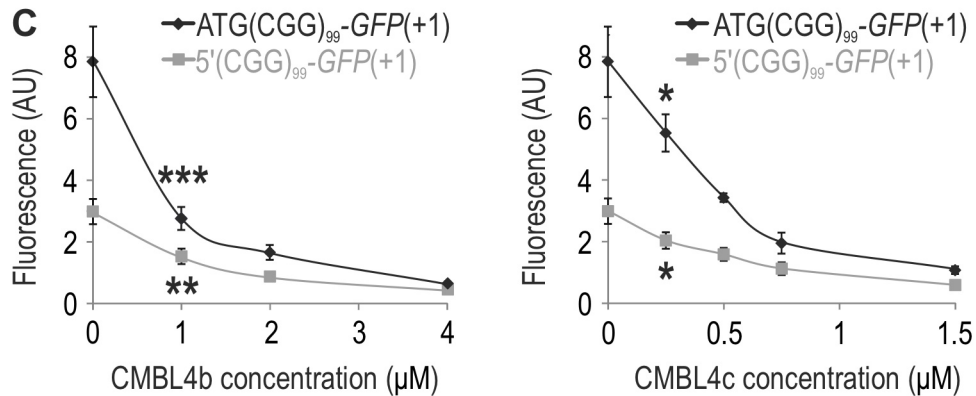 C
ATG(CGG)99-GFP(+1)
5'(CGG)99-GFP(+1)
Fluorescence (AU)
8
6
4
2
0
***
**
0 1 2 3 4
CMBL4b concentration (µM)
ATG(CGG)99-GFP(+1)
5'(CGG)99-GFP(+1)
Fluorescence (AU)
8
6
4
2
0
*
*
0 0.5 1 1.5
CMBL4c concentration (µM)